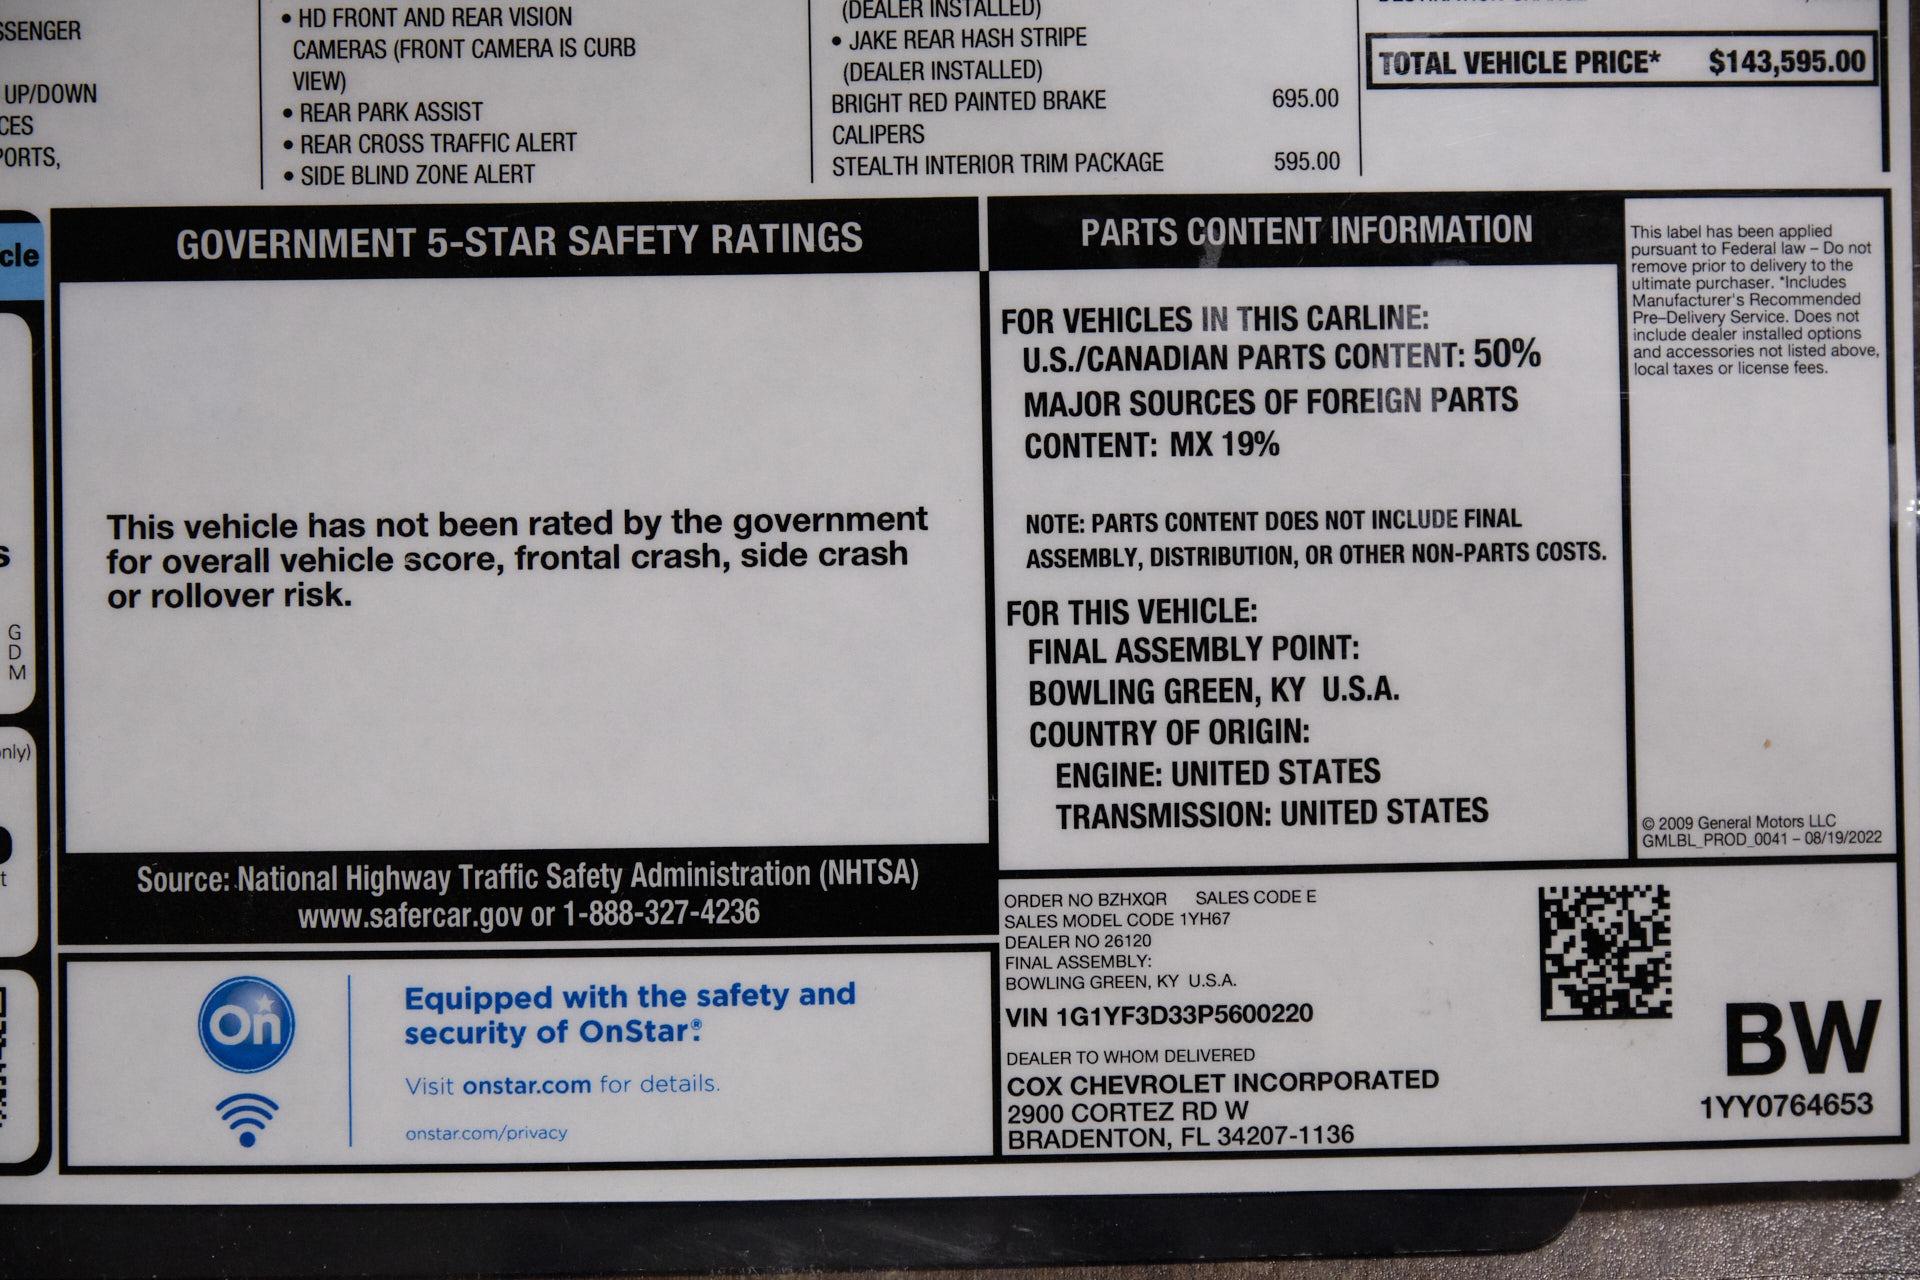 SSENGER
UP/DOWN
CES
PORTS,
• HD FRONT AND REAR VISION
CAMERAS (FRONT CAMERA IS CURB
VIEW)
• REAR PARK ASSIST
• REAR CROSS TRAFFIC ALERT
• SIDE BLIND ZONE ALERT
(DEALER INSTALLED)
• JAKE REAR HASH STRIPE
(DEALER INSTALLED)
BRIGHT RED PAINTED BRAKE 695.00
CALIPERS
STEALTH INTERIOR TRIM PACKAGE 595.00
TOTAL VEHICLE PRICE* $143,595.00
cle
s
G
D
M
only)
t
GOVERNMENT 5-STAR SAFETY RATINGS
This vehicle has not been rated by the government
for overall vehicle score, frontal crash, side crash
or rollover risk.
Source: National Highway Traffic Safety Administration (NHTSA)
www.safercar.gov or 1-888-327-4236
On
Equipped with the safety and
security of OnStar.®
Visit onstar.com for details.
onstar.com/privacy
PARTS CONTENT INFORMATION
FOR VEHICLES IN THIS CARLINE:
U.S./CANADIAN PARTS CONTENT: 50%
MAJOR SOURCES OF FOREIGN PARTS
CONTENT: MX 19%
NOTE: PARTS CONTENT DOES NOT INCLUDE FINAL
ASSEMBLY, DISTRIBUTION, OR OTHER NON-PARTS COSTS.
FOR THIS VEHICLE:
FINAL ASSEMBLY POINT:
BOWLING GREEN, KY U.S.A.
COUNTRY OF ORIGIN:
ENGINE: UNITED STATES
TRANSMISSION: UNITED STATES
This label has been applied
pursuant to Federal law – Do not
remove prior to delivery to the
ultimate purchaser. *Includes
Manufacturer's Recommended
Pre–Delivery Service. Does not
include dealer installed options
and accessories not listed above,
local taxes or license fees.
© 2009 General Motors LLC
GMLBL_PROD_0041 – 08/19/2022
ORDER NO BZHXQR SALES CODE E
SALES MODEL CODE 1YH67
DEALER NO 26120
FINAL ASSEMBLY:
BOWLING GREEN, KY U.S.A.
VIN 1G1YF3D33P5600220
DEALER TO WHOM DELIVERED
COX CHEVROLET INCORPORATED
2900 CORTEZ RD W
BRADENTON, FL 34207-1136
BW
1YY0764653